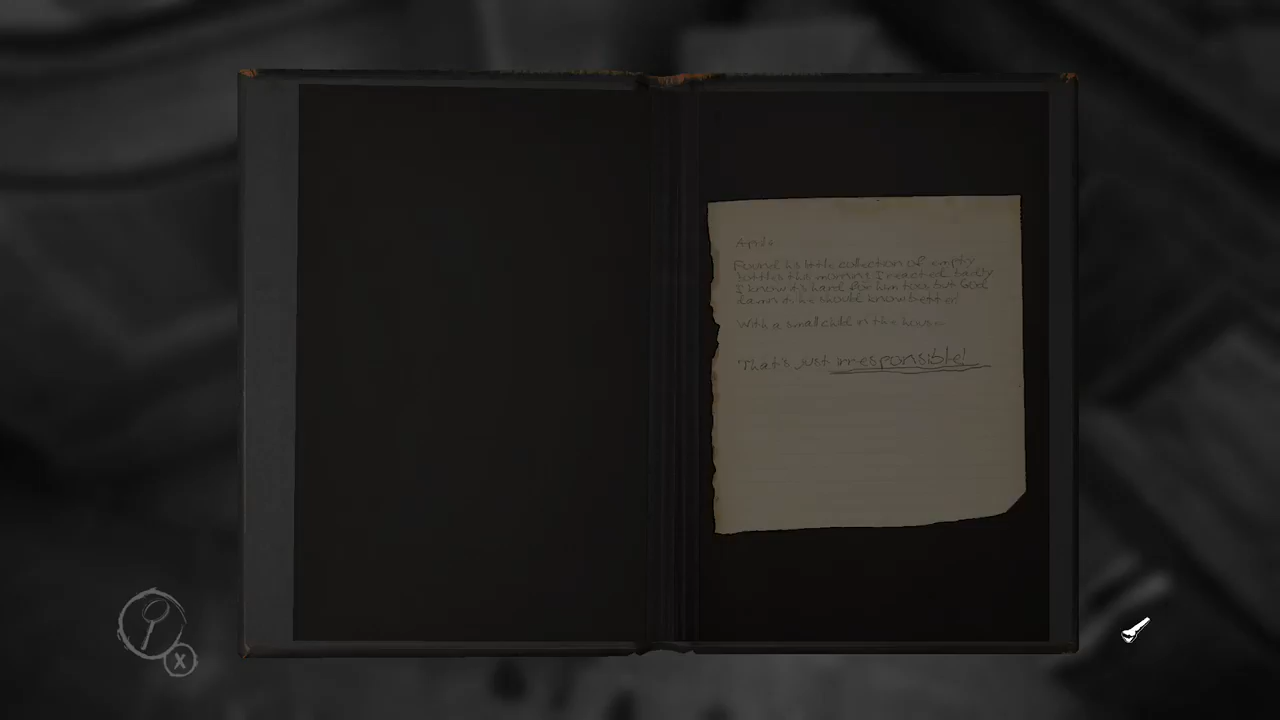 April 6
Found his little collection of empty
bottles this morning. I reacted badly
I know it's hard for him too, but God
damn it, he should know better!
With a small child in the house.
That's just irresponsible!
X